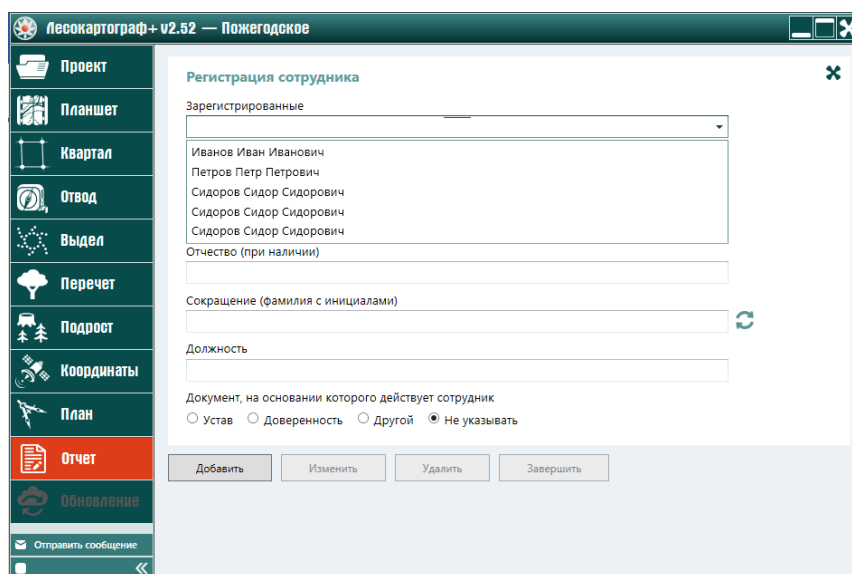 Лесокартограф+ v2.52 — Пожегодское
Проект
Планшет
Квартал
Отвод
Выдел
Перечет
Подрост
Координаты
План
Отчет
Обновление
Отправить сообщение
Регистрация сотрудника
Зарегистрированные
Иванов Иван Иванович
Петров Петр Петрович
Сидоров Сидор Сидорович
Сидоров Сидор Сидорович
Сидоров Сидор Сидорович
Отчество (при наличии)
Сокращение (фамилия с инициалами)
Должность
Документ, на основании которого действует сотрудник
Устав Доверенность Другой Не указывать
Добавить Изменить Удалить Завершить